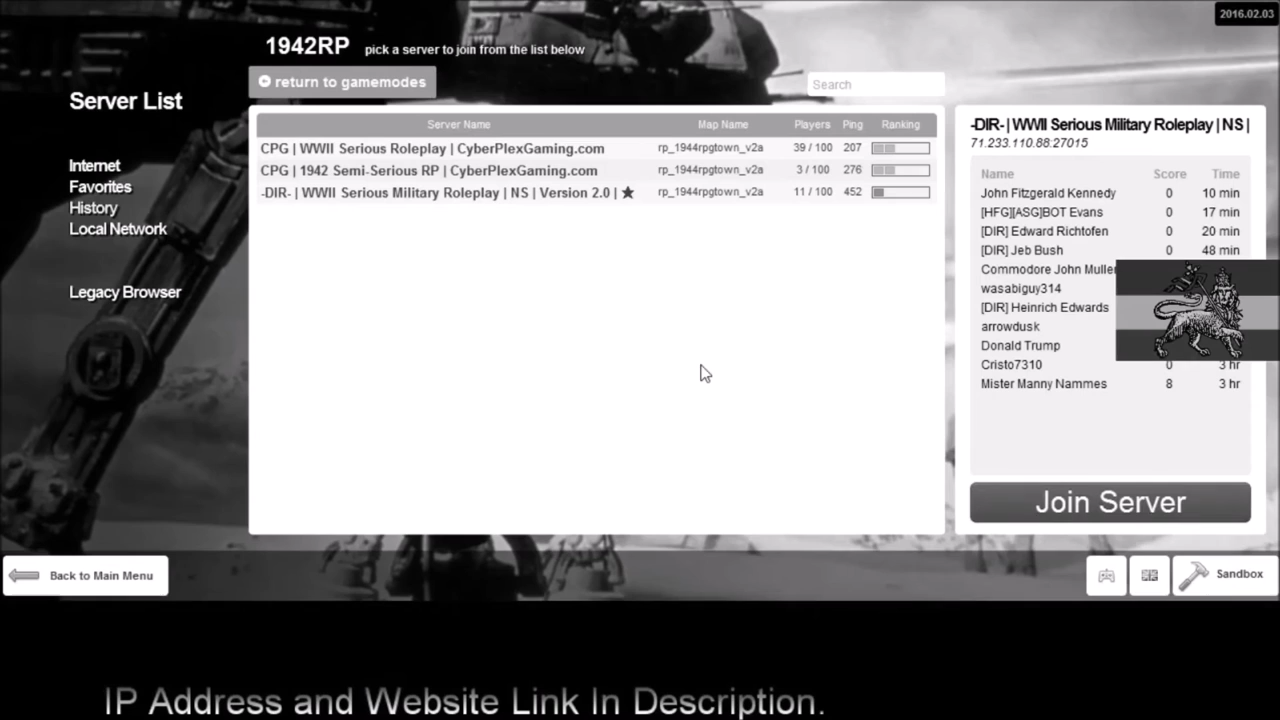 2016.02.03
1942RP pick a server to join from the list below
return to gamemodes
Search
Server List
Internet
Favorites
History
Local Network
Legacy Browser
Server Name Map Name Players Ping Ranking
CPG | WWII Serious Roleplay | CyberPlexGaming.com rp_1944rpgtown_v2a 39 / 100 207
CPG | 1942 Semi-Serious RP | CyberPlexGaming.com rp_1944rpgtown_v2a 3 / 100 276
-DIR- | WWII Serious Military Roleplay | NS | Version 2.0 | ★ rp_1944rpgtown_v2a 11 / 100 452
-DIR- | WWII Serious Military Roleplay | NS |
71.233.110.88:27015
Name Score Time
John Fitzgerald Kennedy 0 10 min
[HFG][ASG]BOT Evans 0 17 min
[DIR] Edward Richtofen 0 20 min
[DIR] Jeb Bush 0 48 min
Commodore John Muller
wasabiguy314
[DIR] Heinrich Edwards
arrowdusk
Donald Trump
Cristo7310 0 3 hr
Mister Manny Nammes 8 3 hr
Join Server
Back to Main Menu
Sandbox
IP Address and Website Link In Description.